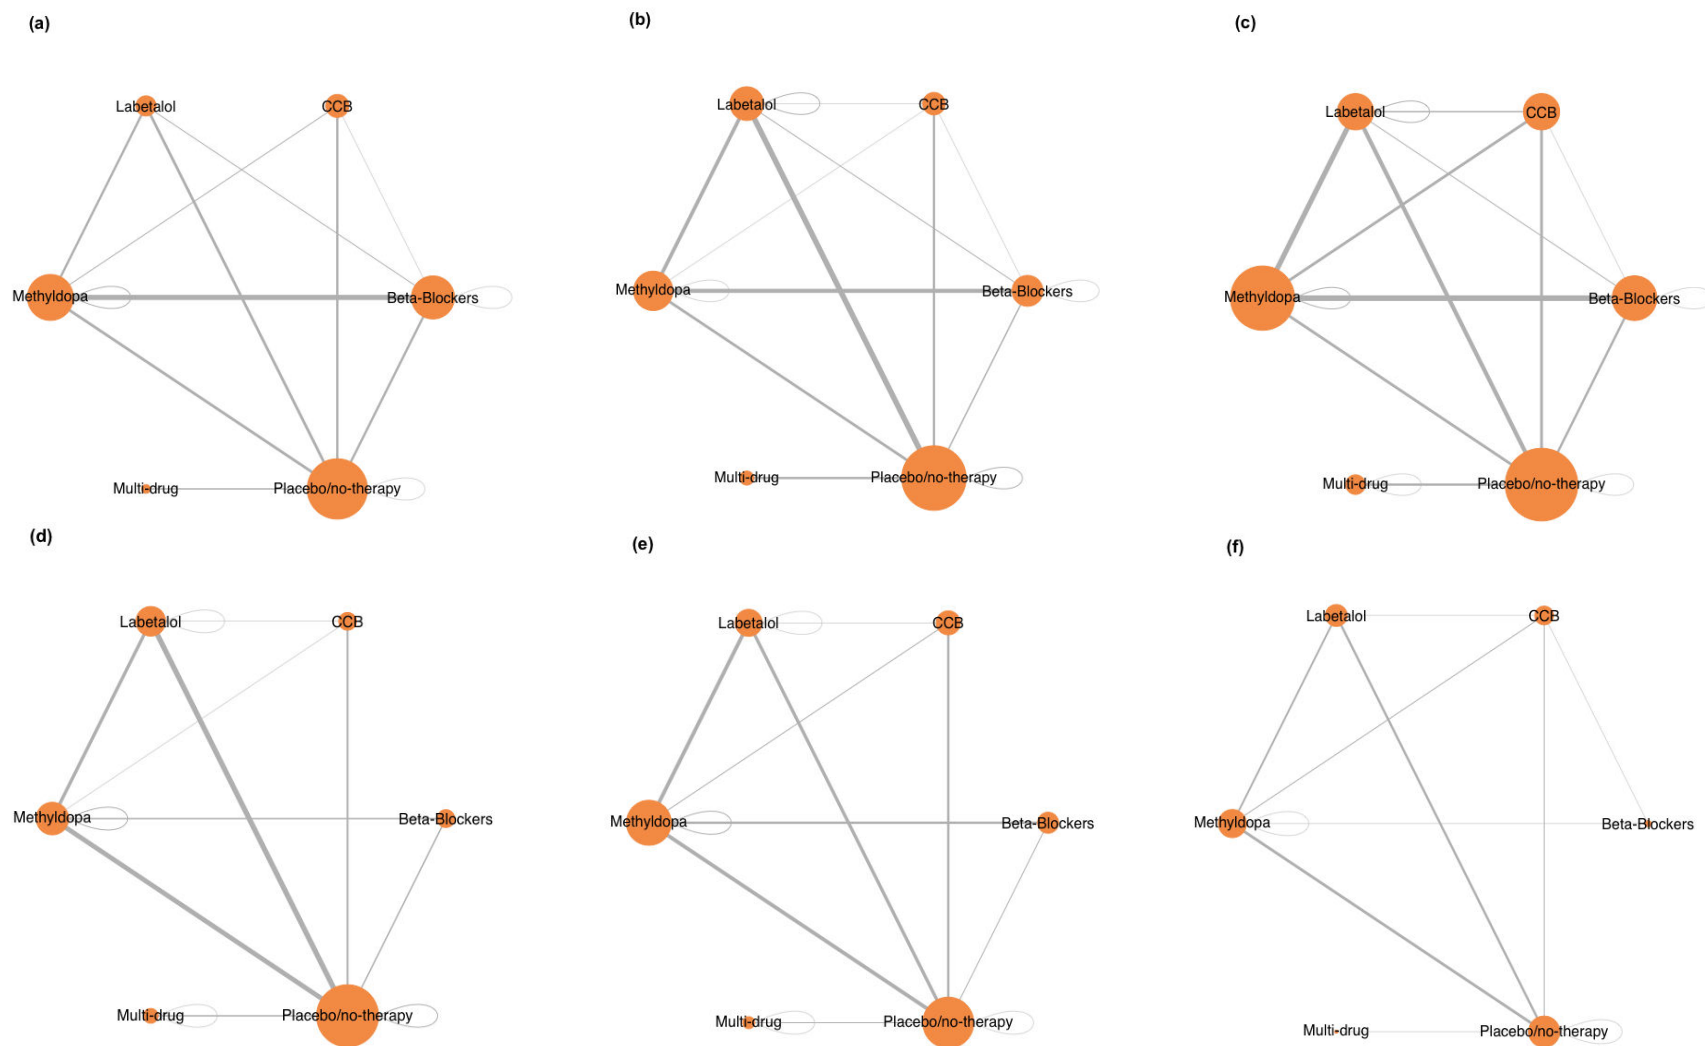 (a)
(b)
(c)
Labetalol
CCB
Methyldopa
Beta-Blockers
Multi-drug
Placebo/no-therapy
Labetalol
CCB
Methyldopa
Beta-Blockers
Multi-drug
Placebo/no-therapy
Labetalol
CCB
Methyldopa
Beta-Blockers
Multi-drug
Placebo/no-therapy
(d)
(e)
(f)
Labetalol
CCB
Methyldopa
Beta-Blockers
Multi-drug
Placebo/no-therapy
Labetalol
CCB
Methyldopa
Beta-Blockers
Multi-drug
Placebo/no-therapy
Labetalol
CCB
Methyldopa
Beta-Blockers
Multi-drug
Placebo/no-therapy